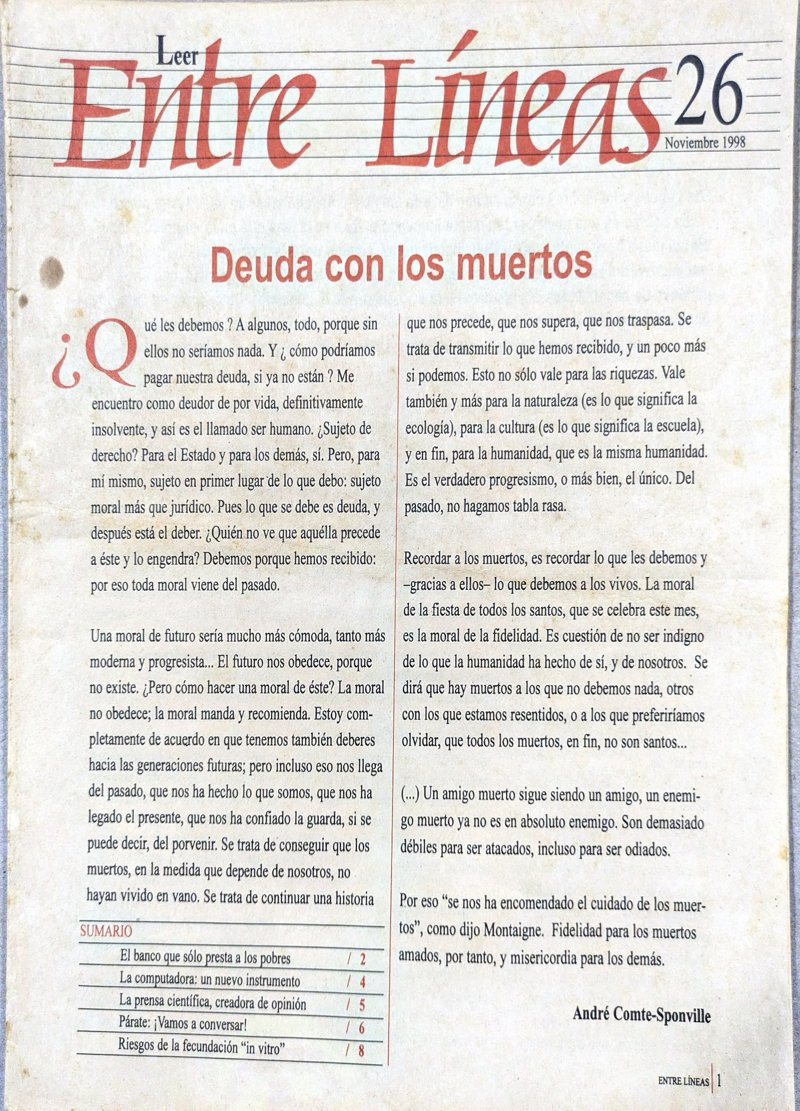 Leer
Entre Líneas 26
Noviembre 1998
Deuda con los muertos
¿Qué les debemos ? A algunos, todo, porque sin
ellos no seríamos nada. Y ¿ cómo podríamos
pagar nuestra deuda, si ya no están ? Me
encuentro como deudor de por vida, definitivamente
insolvente, y así es el llamado ser humano. ¿Sujeto de
derecho? Para el Estado y para los demás, sí. Pero, para
mí mismo, sujeto en primer lugar de lo que debo: sujeto
moral más que jurídico. Pues lo que se debe es deuda, y
después está el deber. ¿Quién no ve que aquélla precede
a éste y lo engendra? Debemos porque hemos recibido:
por eso toda moral viene del pasado.
Una moral de futuro sería mucho más cómoda, tanto más
moderna y progresista... El futuro nos obedece, porque
no existe. ¿Pero cómo hacer una moral de éste? La moral
no obedece; la moral manda y recomienda. Estoy com-
pletamente de acuerdo en que tenemos también deberes
hacia las generaciones futuras; pero incluso eso nos llega
del pasado, que nos ha hecho lo que somos, que nos ha
legado el presente, que nos ha confiado la guarda, si se
puede decir, del porvenir. Se trata de conseguir que los
muertos, en la medida que depende de nosotros, no
hayan vivido en vano. Se trata de continuar una historia
que nos precede, que nos supera, que nos traspasa. Se
trata de transmitir lo que hemos recibido, y un poco más
si podemos. Esto no sólo vale para las riquezas. Vale
también y más para la naturaleza (es lo que significa la
ecología), para la cultura (es lo que significa la escuela),
y en fin, para la humanidad, que es la misma humanidad.
Es el verdadero progresismo, o más bien, el único. Del
pasado, no hagamos tabla rasa.
Recordar a los muertos, es recordar lo que les debemos y
–gracias a ellos– lo que debemos a los vivos. La moral
de la fiesta de todos los santos, que se celebra este mes,
es la moral de la fidelidad. Es cuestión de no ser indigno
de lo que la humanidad ha hecho de sí, y de nosotros. Se
dirá que hay muertos a los que no debemos nada, otros
con los que estamos resentidos, o a los que preferiríamos
olvidar, que todos los muertos, en fin, no son santos...
(...) Un amigo muerto sigue siendo un amigo, un enemi-
go muerto ya no es en absoluto enemigo. Son demasiado
débiles para ser atacados, incluso para ser odiados.
Por eso “se nos ha encomendado el cuidado de los muer-
tos”, como dijo Montaigne. Fidelidad para los muertos
amados, por tanto, y misericordia para los demás.
André Comte-Sponville
SUMARIO
El banco que sólo presta a los pobres / 2
La computadora: un nuevo instrumento / 4
La prensa científica, creadora de opinión / 5
Párate: ¡Vamos a conversar! / 6
Riesgos de la fecundación “in vitro” / 8
ENTRE LÍNEAS 1